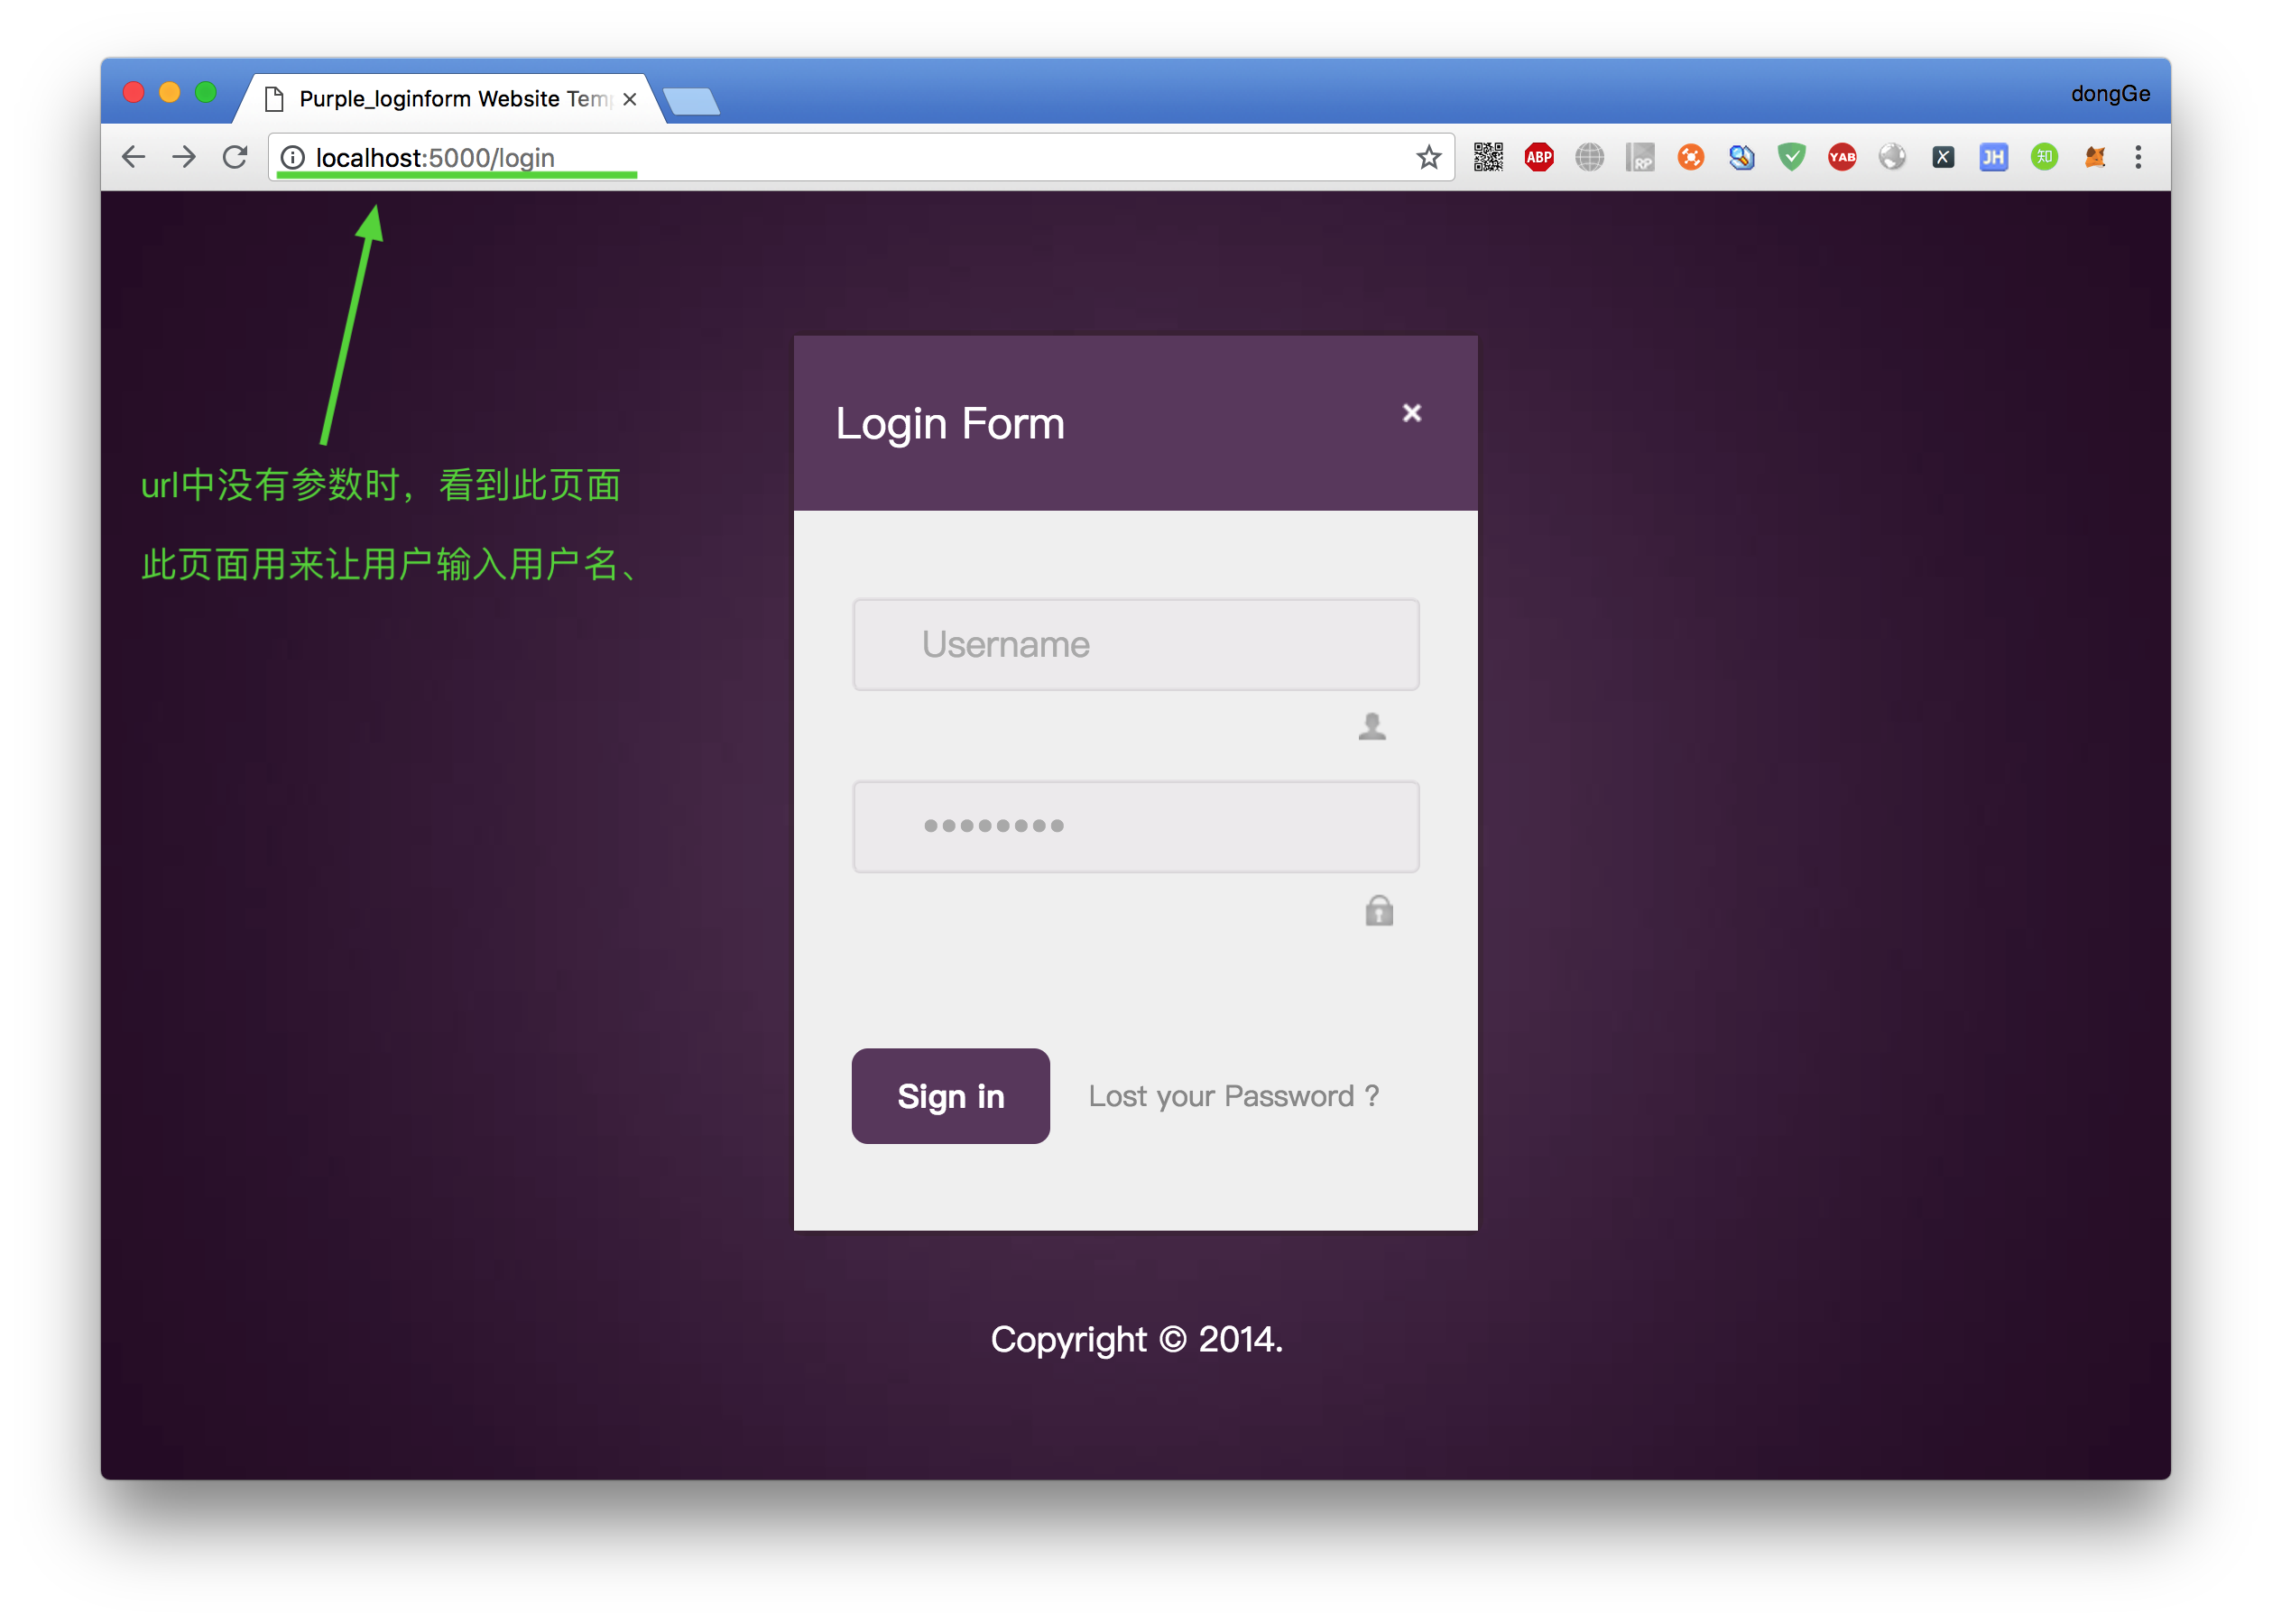 Purple_loginform Website Tem
dongGe
localhost:5000/login
ABP
RP
YAB
X
JH
知
Login Form
url中没有参数时，看到此页面
此页面用来让用户输入用户名、
Username
Sign in
Lost your Password ?
Copyright © 2014.